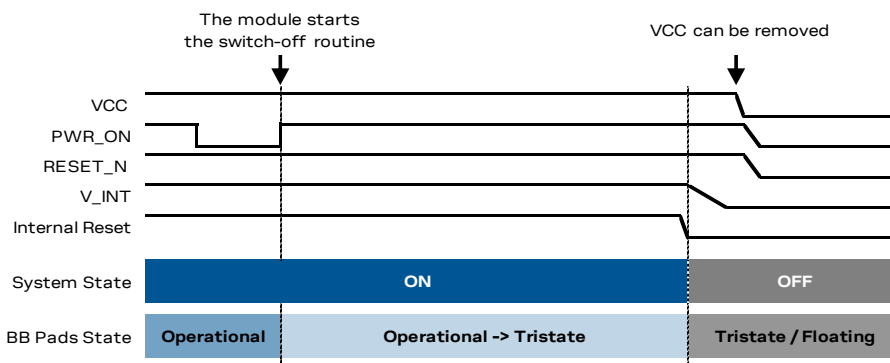 The module starts
the switch-off routine
VCC can be removed
VCC
PWR_ON
RESET_N
V_INT
Internal Reset
System State
ON
OFF
BB Pads State
Operational
Operational -> Tristate
Tristate / Floating